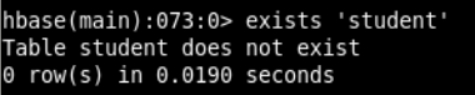 hbase(main):073:0> exists 'student'
Table student does not exist
0 row(s) in 0.0190 seconds